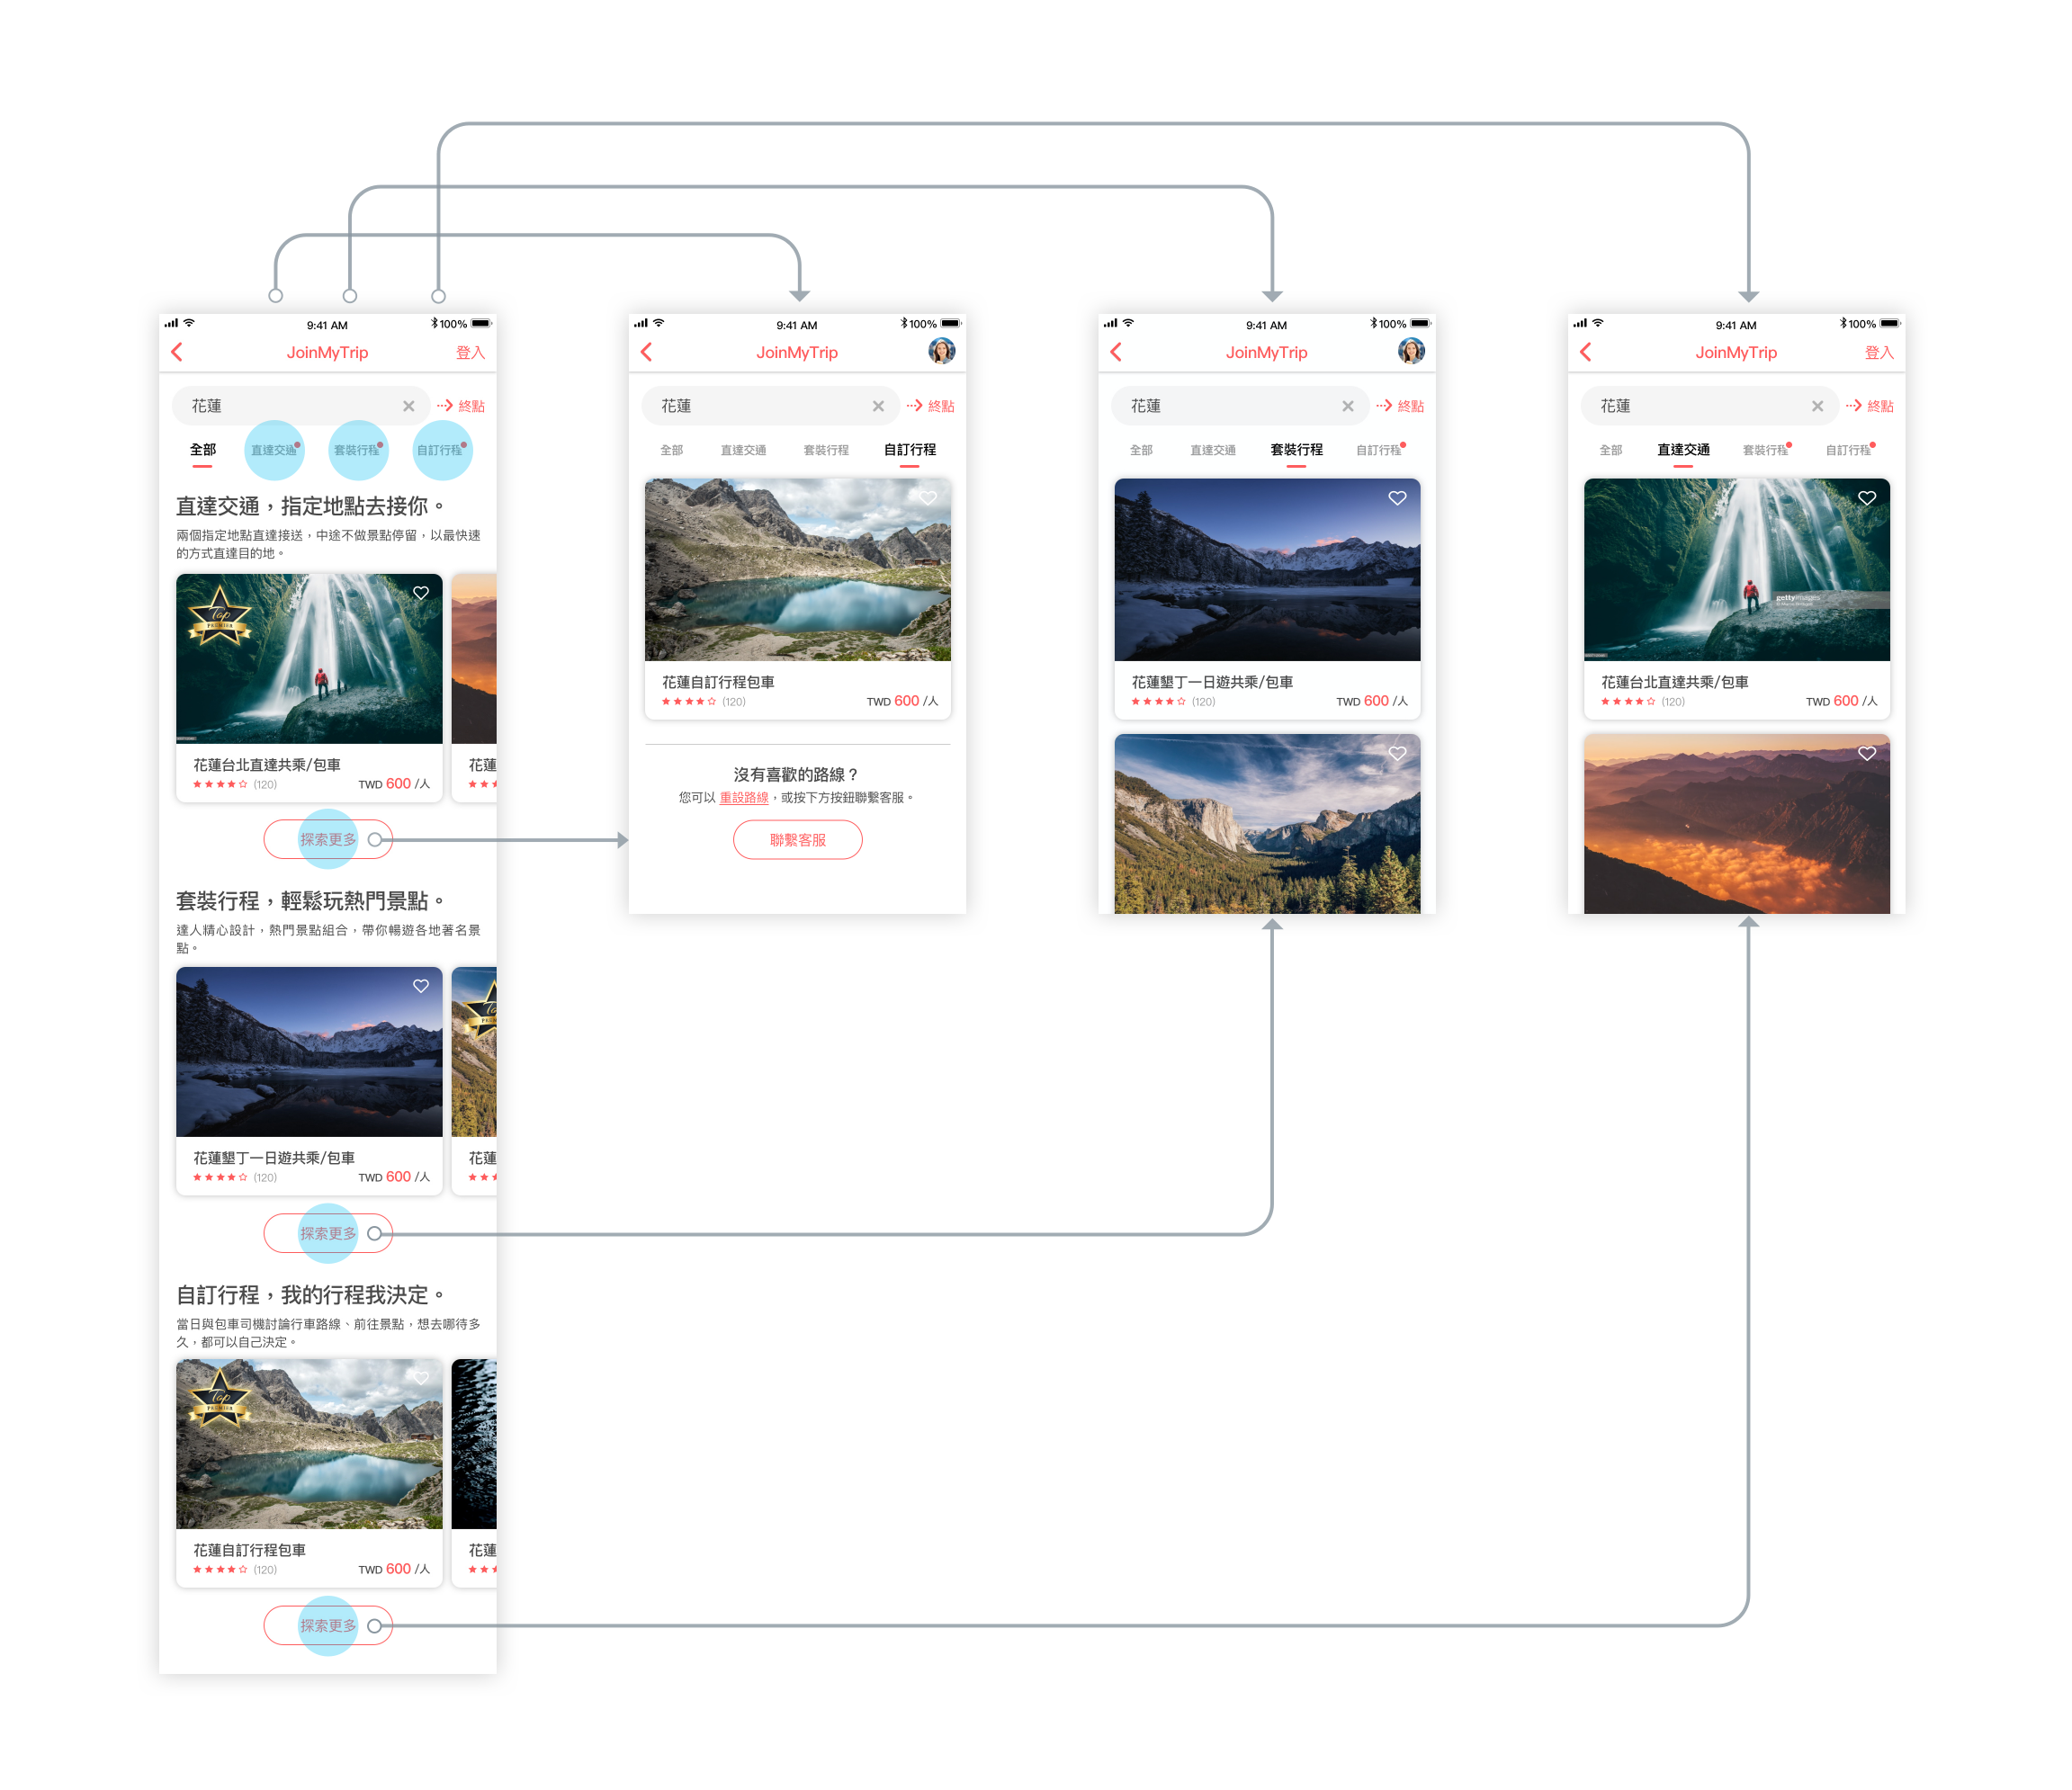 9:41 AM
100%
JoinMyTrip
登入
花蓮
終點
全部
直達交通
套裝行程
自訂行程
直達交通，指定地點去接你。
兩個指定地點直達接送，中途不做景點停留，以最快速
的方式直達目的地。
Top
PREMIER
花蓮台北直達共乘/包車
(120)
TWD 600 /人
花蓮
探索更多
套裝行程，輕鬆玩熱門景點。
達人精心設計，熱門景點組合，帶你暢遊各地著名景
點。
花蓮墾丁一日遊共乘/包車
(120)
TWD 600 /人
花蓮
探索更多
自訂行程，我的行程我決定。
當日與包車司機討論行車路線、前往景點，想去哪待多
久，都可以自己決定。
Top
PREMIER
花蓮自訂行程包車
(120)
TWD 600 /人
花蓮
探索更多
9:41 AM
100%
JoinMyTrip
花蓮
終點
全部
直達交通
套裝行程
自訂行程
花蓮自訂行程包車
(120)
TWD 600 /人
沒有喜歡的路線？
您可以 重設路線，或按下方按鈕聯繫客服。
聯繫客服
9:41 AM
100%
JoinMyTrip
花蓮
終點
全部
直達交通
套裝行程
自訂行程
花蓮墾丁一日遊共乘/包車
(120)
TWD 600 /人
9:41 AM
100%
JoinMyTrip
登入
花蓮
終點
全部
直達交通
套裝行程
自訂行程
gettyimages
花蓮台北直達共乘/包車
(120)
TWD 600 /人